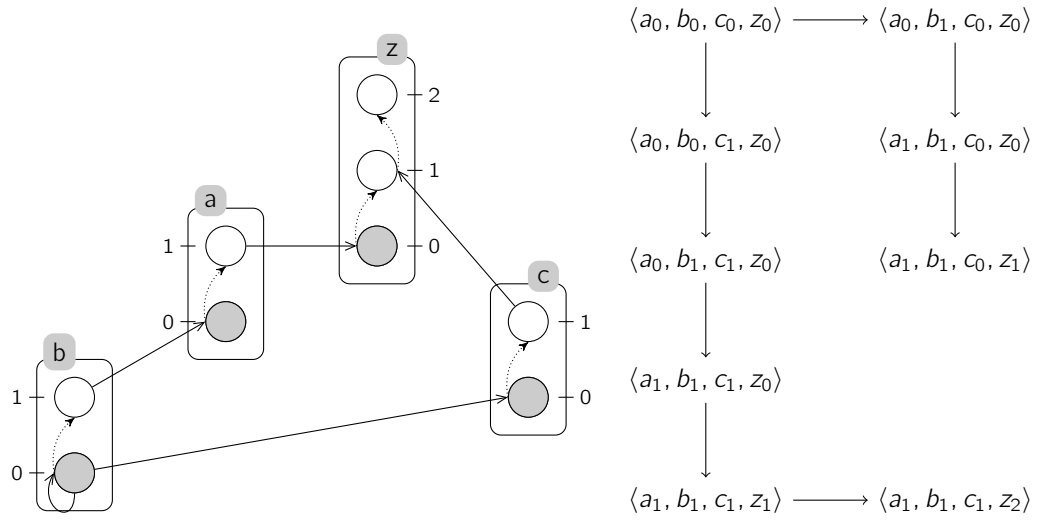 z
2
1
0
a
1
0
c
1
0
b
1
0
⟨a₀, b₀, c₀, z₀⟩ ⟨a₀, b₁, c₀, z₀⟩
⟨a₀, b₀, c₁, z₀⟩ ⟨a₁, b₁, c₀, z₀⟩
⟨a₀, b₁, c₁, z₀⟩ ⟨a₁, b₁, c₀, z₁⟩
⟨a₁, b₁, c₁, z₀⟩
⟨a₁, b₁, c₁, z₁⟩ ⟨a₁, b₁, c₁, z₂⟩